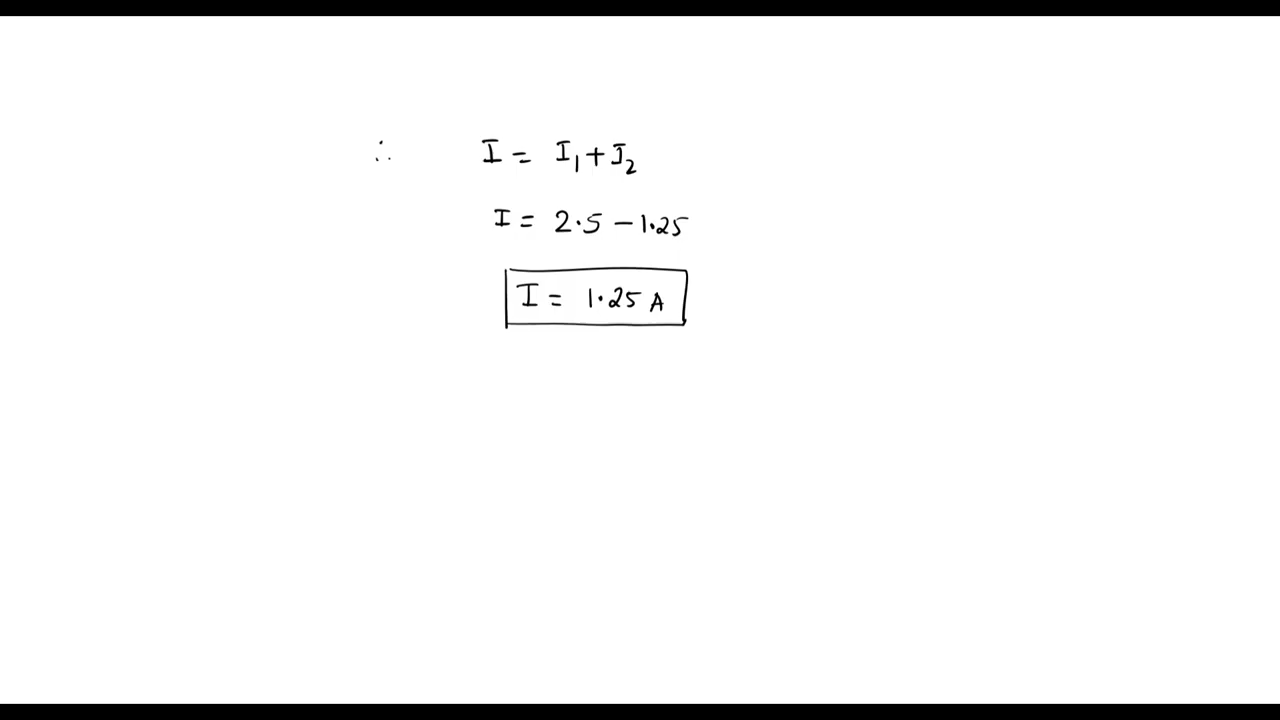 ∴ I = I₁ + I₂
I = 2.5 - 1.25
I = 1.25 A